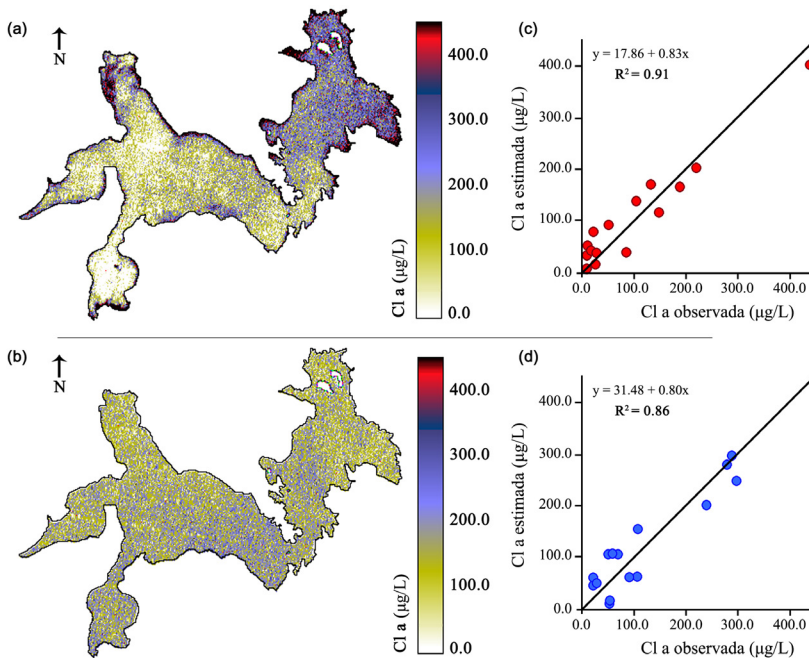 (a)
N
400.0
300.0
200.0
100.0
0.0
Cl a (µg/L)
(c)
y = 17.86 + 0.83x
R² = 0.91
400.0
200.0
100.0
0.0
Cl a estimada (µg/L)
0.0 100.0 200.0 300.0 400.0
Cl a observada (µg/L)
(b)
N
400.0
300.0
200.0
100.0
0.0
Cl a (µg/L)
(d)
y = 31.48 + 0.80x
R² = 0.86
400.0
300.0
200.0
100.0
0.0
Cl a estimada (µg/L)
0.0 100.0 200.0 300.0 400.0
Cl a observada (µg/L)